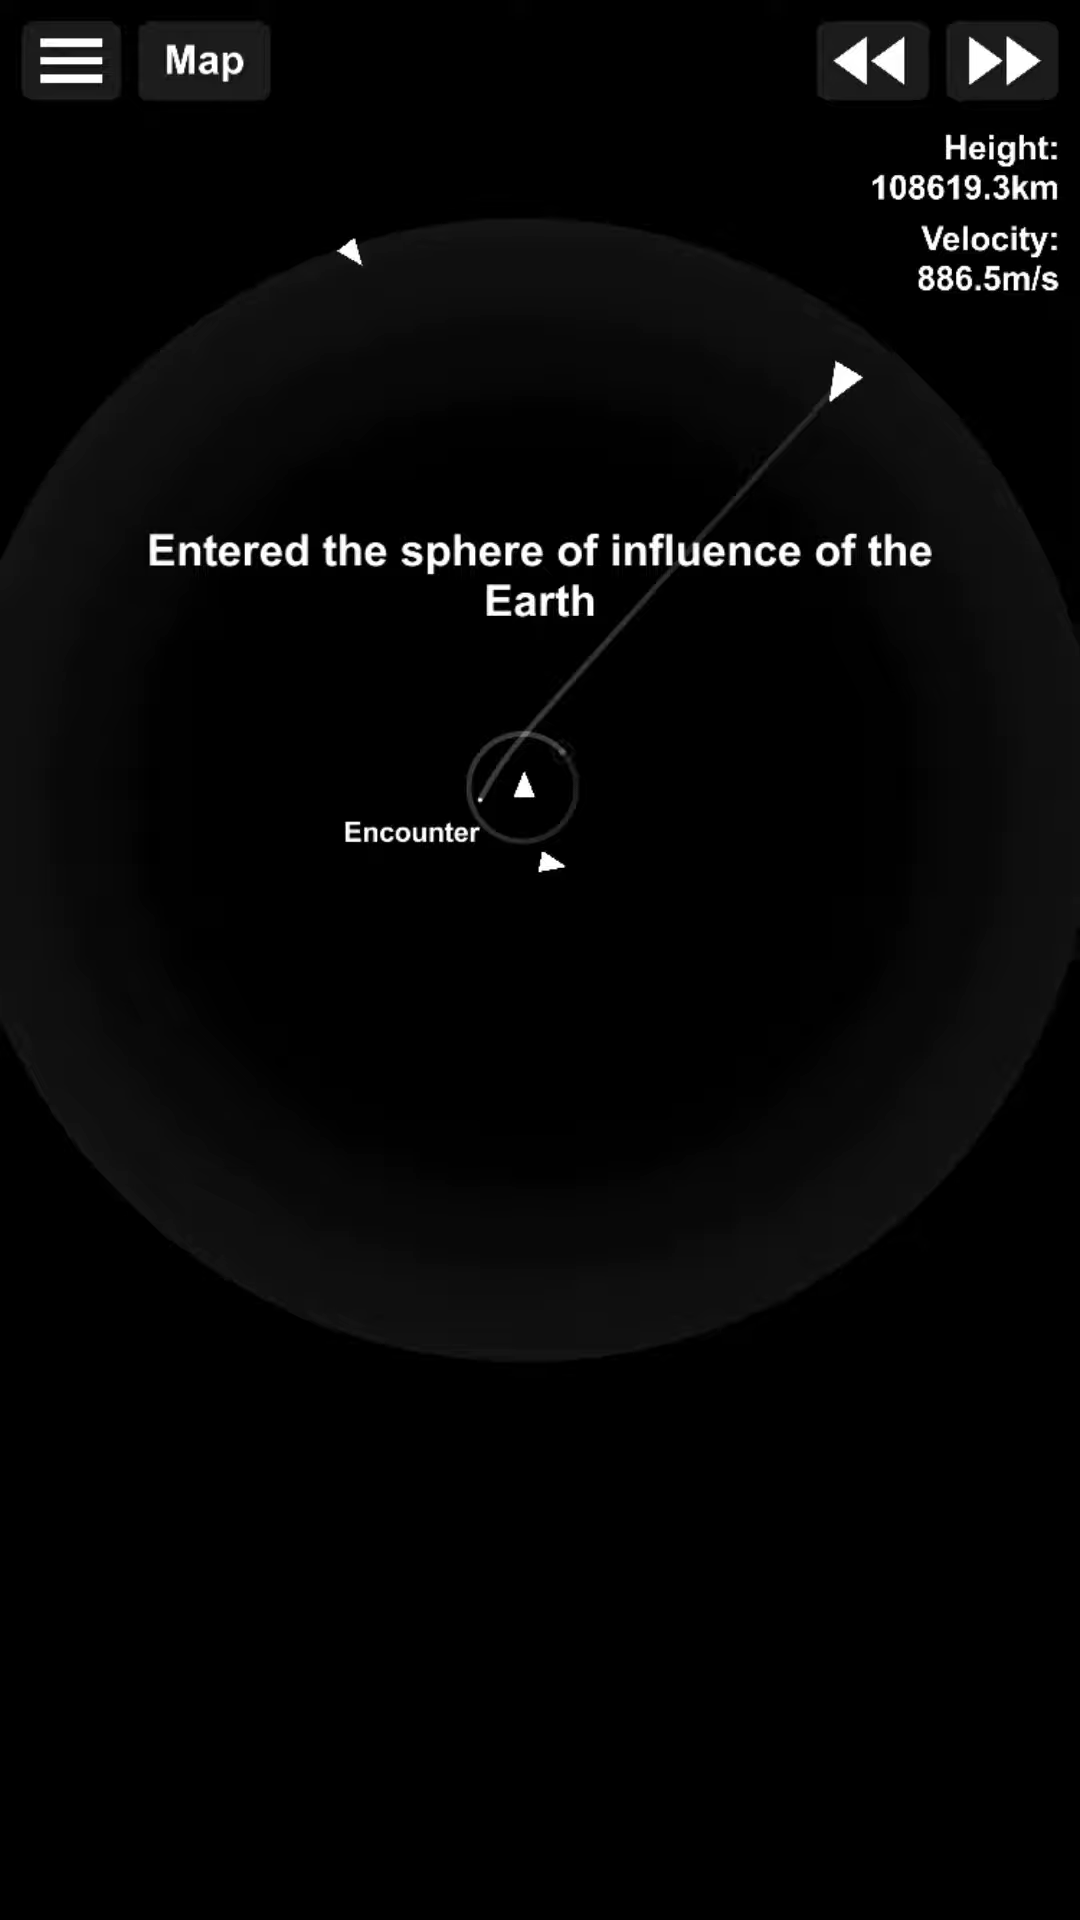 Map
Height:
108619.3km
Velocity:
886.5m/s
Entered the sphere of influence of the
Earth
Encounter